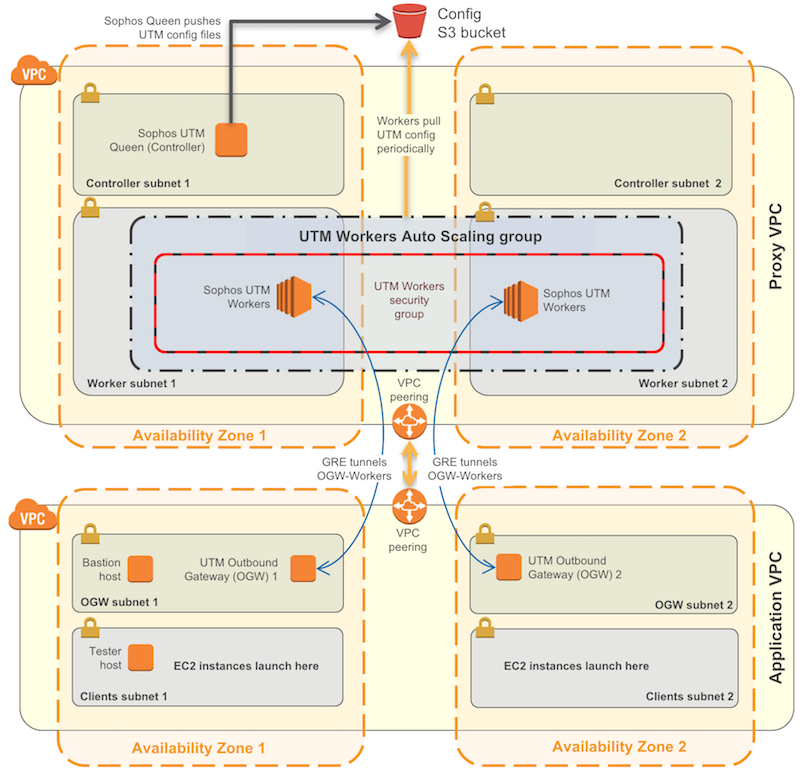 Sophos Queen pushes
UTM config files
Config
S3 bucket
VPC
Sophos UTM
Queen (Controller)
Workers pull
UTM config
periodically
Controller subnet 1
Controller subnet 2
UTM Workers Auto Scaling group
Sophos UTM
Workers
UTM Workers
security
group
Sophos UTM
Workers
Worker subnet 1
Worker subnet 2
Proxy VPC
VPC
peering
Availability Zone 1
Availability Zone 2
GRE tunnels
OGW-Workers
GRE tunnels
OGW-Workers
VPC
VPC
peering
Bastion
host
UTM Outbound
Gateway (OGW) 1
UTM Outbound
Gateway (OGW) 2
OGW subnet 1
OGW subnet 2
Tester
host
EC2 instances launch here
EC2 instances launch here
Clients subnet 1
Clients subnet 2
Application VPC
Availability Zone 1
Availability Zone 2